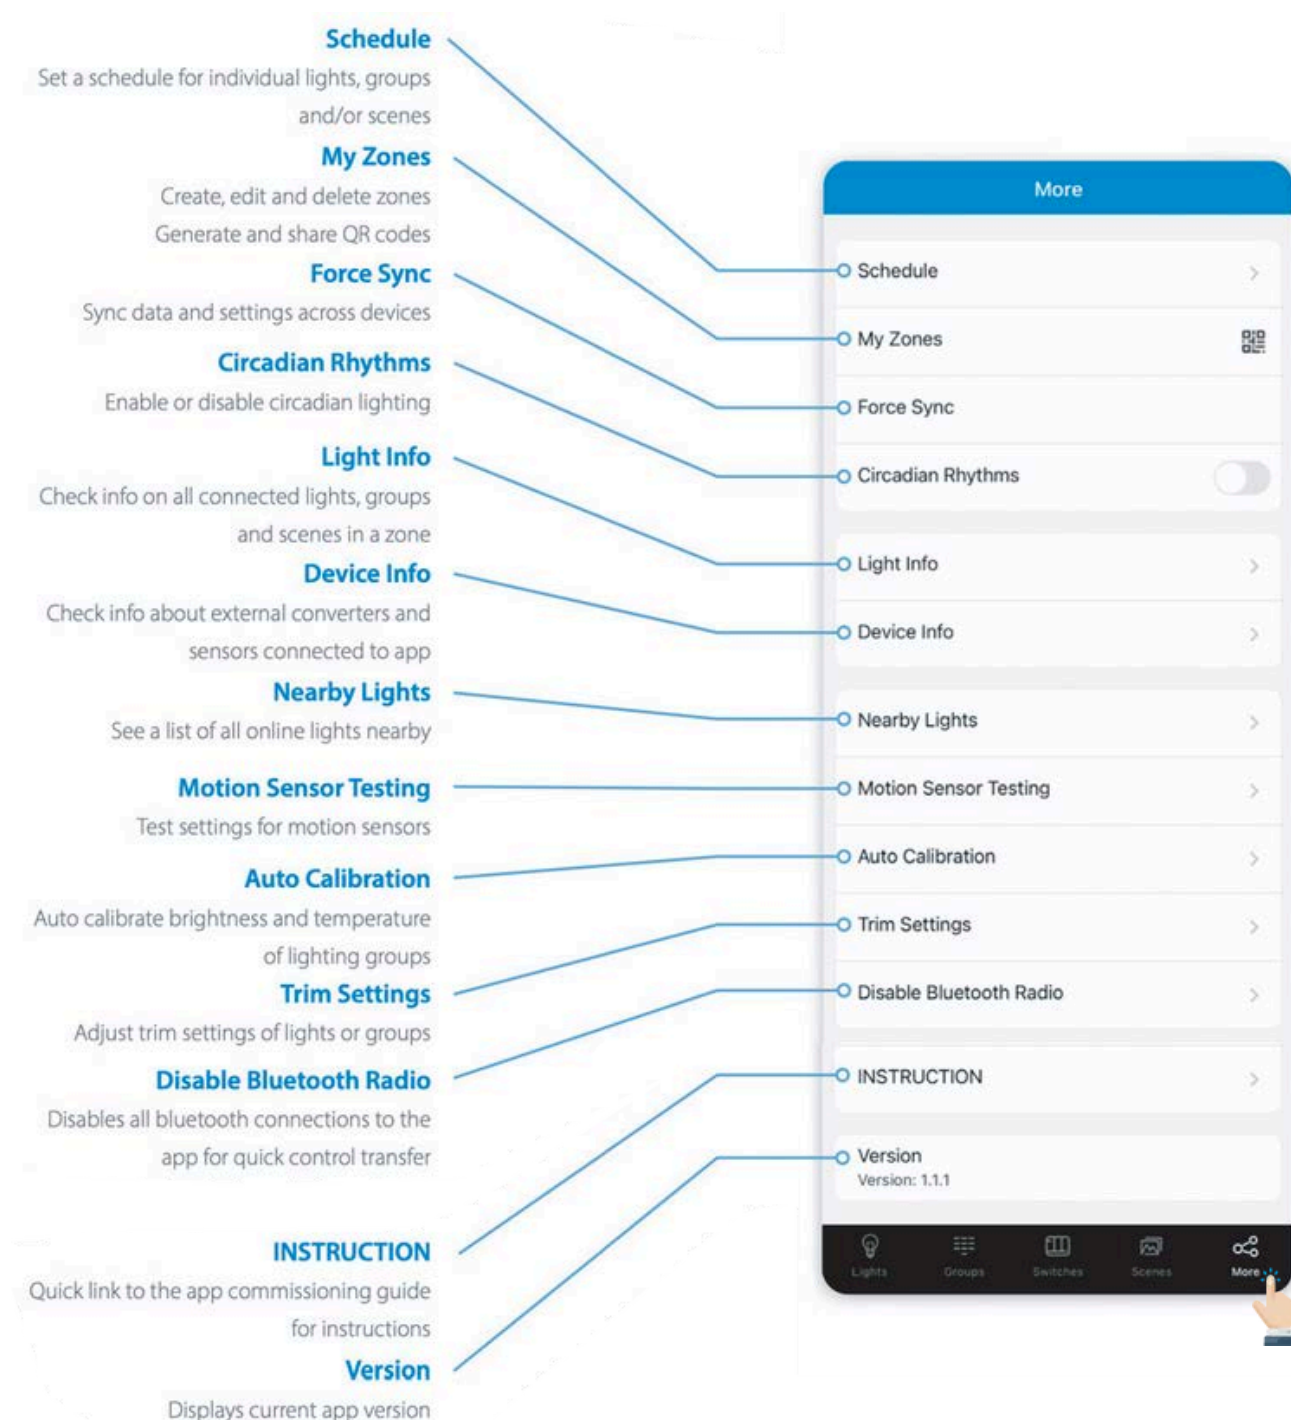 Schedule
Set a schedule for individual lights, groups
and/or scenes
My Zones
Create, edit and delete zones
Generate and share QR codes
Force Sync
Sync data and settings across devices
Circadian Rhythms
Enable or disable circadian lighting
Light Info
Check info on all connected lights, groups
and scenes in a zone
Device Info
Check info about external converters and
sensors connected to app
Nearby Lights
See a list of all online lights nearby
Motion Sensor Testing
Test settings for motion sensors
Auto Calibration
Auto calibrate brightness and temperature
of lighting groups
Trim Settings
Adjust trim settings of lights or groups
Disable Bluetooth Radio
Disables all bluetooth connections to the
app for quick control transfer
INSTRUCTION
Quick link to the app commissioning guide
for instructions
Version
Displays current app version
More
Schedule
My Zones
Force Sync
Circadian Rhythms
Light Info
Device Info
Nearby Lights
Motion Sensor Testing
Auto Calibration
Trim Settings
Disable Bluetooth Radio
INSTRUCTION
Version
Version: 1.1.1
Lights Groups Switches Scenes More